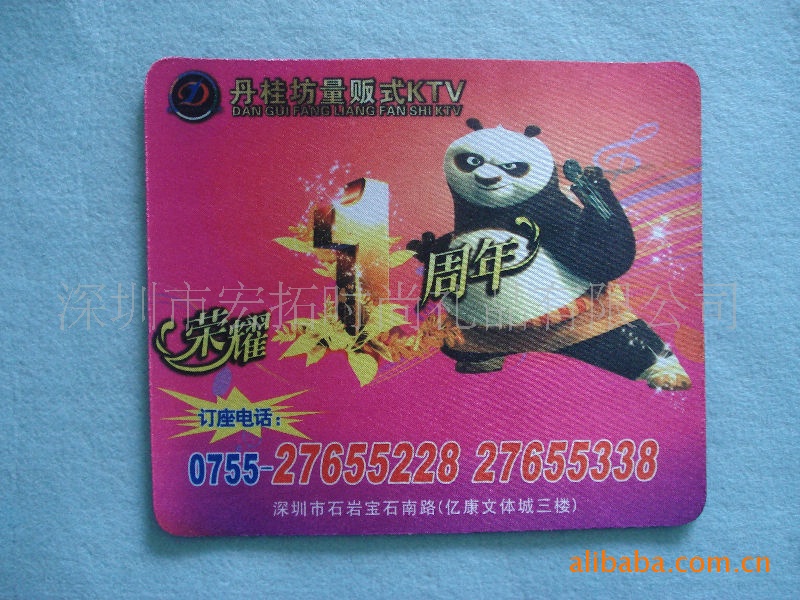 丹桂坊量贩式KTV
DAN GUI FANG LIANG FAN SHI KTV
荣耀1周年
深圳市宏拓时尚礼品有限公司
订座电话:
0755-27655228 27655338
深圳市石岩宝石南路(亿康文体城三楼)
alibaba.com.cn